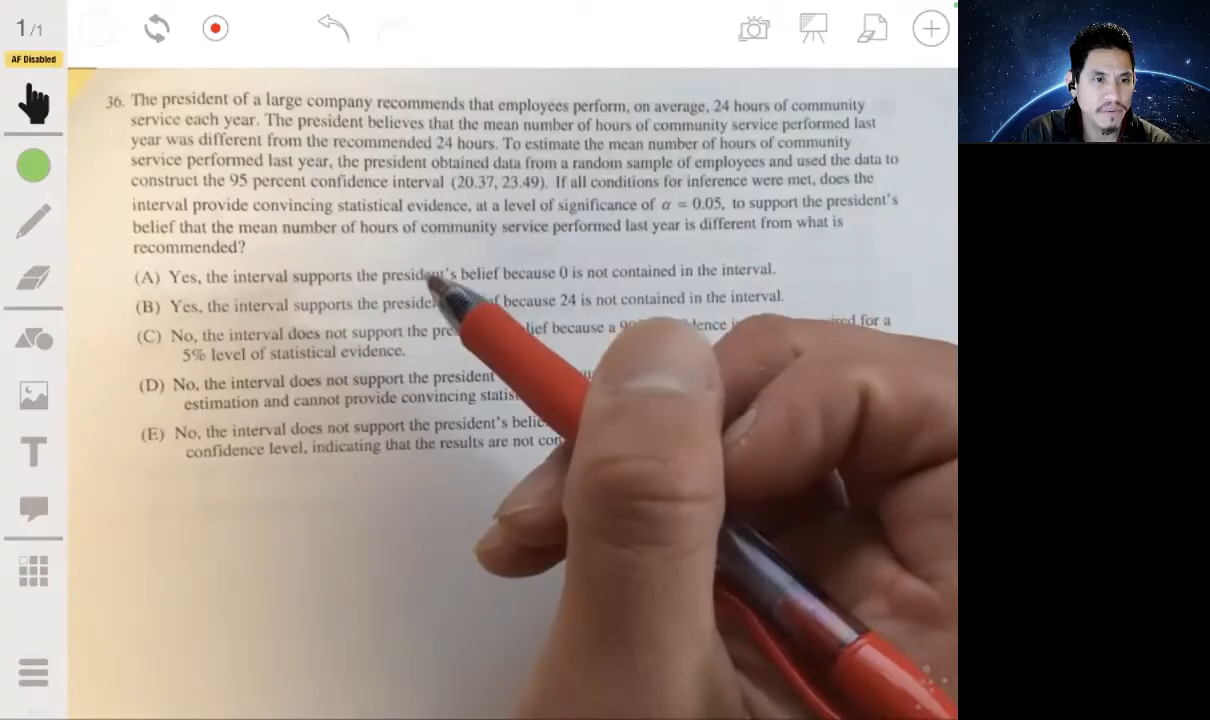 1/1
AF Disabled
T
36. The president of a large company recommends that employees perform, on average, 24 hours of community
service each year. The president believes that the mean number of hours of community service performed last
year was different from the recommended 24 hours. To estimate the mean number of hours of community
service performed last year, the president obtained data from a random sample of employees and used the data to
construct the 95 percent confidence interval (20.37, 23.49). If all conditions for inference were met, does the
interval provide convincing statistical evidence, at a level of significance of α = 0.05, to support the president's
belief that the mean number of hours of community service performed last year is different from what is
recommended?
(A) Yes, the interval supports the president's belief because 0 is not contained in the interval.
(B) Yes, the interval supports the because 24 is not contained in the interval.
(C) No, the interval does not support the because a for a
5% level of statistical evidence.
(D) No, the interval does not support the president
estimation and cannot provide convincing
(E) No, the interval does not support the president's
confidence level, indicating that the results are not